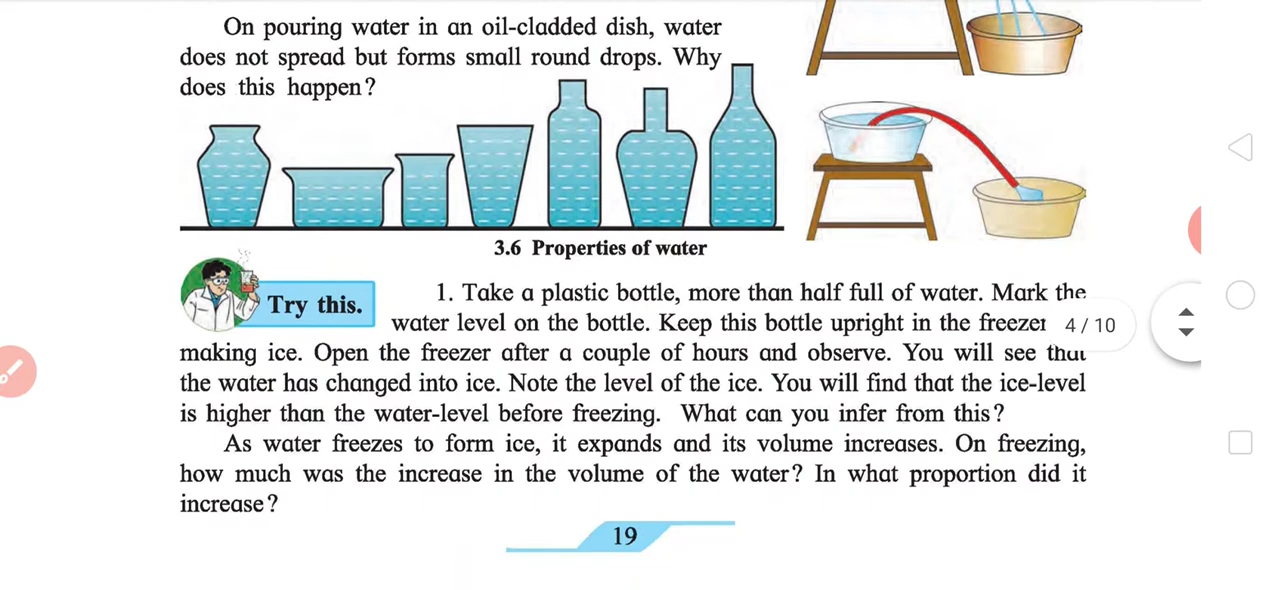 On pouring water in an oil-cladded dish, water
does not spread but forms small round drops. Why
does this happen?
3.6 Properties of water
Try this.
1. Take a plastic bottle, more than half full of water. Mark the
water level on the bottle. Keep this bottle upright in the freezer
4 / 10
making ice. Open the freezer after a couple of hours and observe. You will see that
the water has changed into ice. Note the level of the ice. You will find that the ice-level
is higher than the water-level before freezing. What can you infer from this?
As water freezes to form ice, it expands and its volume increases. On freezing,
how much was the increase in the volume of the water? In what proportion did it
increase?
19